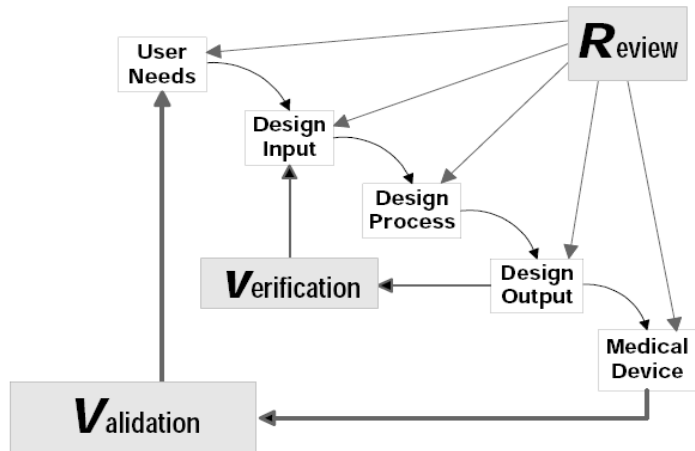 User
Needs
Review
Design
Input
Design
Process
Verification
Design
Output
Medical
Device
Validation